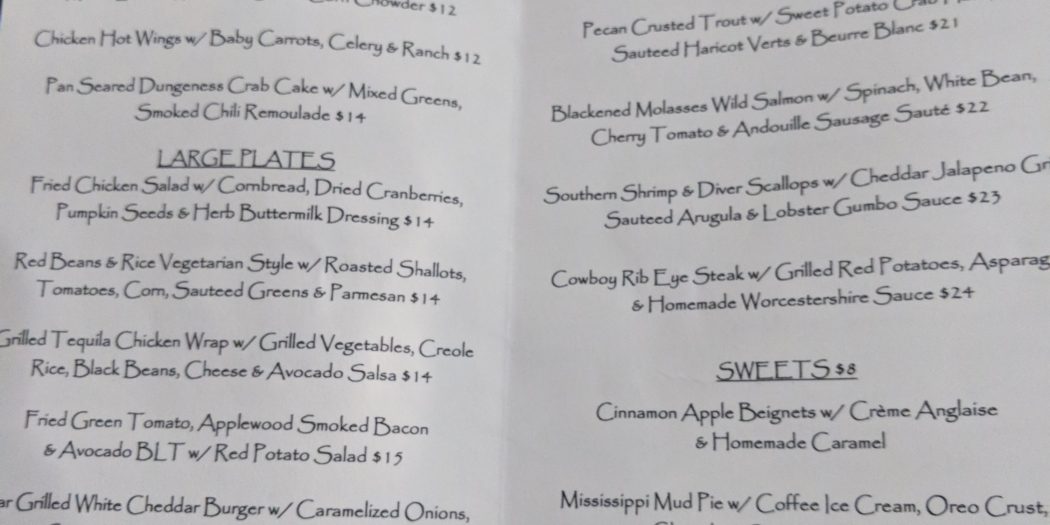 Chowder $12
Chicken Hot Wings w/ Baby Carrots, Celery & Ranch $12
Pan Seared Dungeness Crab Cake w/ Mixed Greens,
Smoked Chili Remoulade $14
LARGE PLATES
Fried Chicken Salad w/ Cornbread, Dried Cranberries,
Pumpkin Seeds & Herb Buttermilk Dressing $14
Red Beans & Rice Vegetarian Style w/ Roasted Shallots,
Tomatoes, Corn, Sauteed Greens & Parmesan $14
Grilled Tequila Chicken Wrap w/ Grilled Vegetables, Creole
Rice, Black Beans, Cheese & Avocado Salsa $14
Fried Green Tomato, Applewood Smoked Bacon
& Avocado BLT w/ Red Potato Salad $15
Grilled White Cheddar Burger w/ Caramelized Onions,
Pecan Crusted Trout w/ Sweet Potato
Sauteed Haricot Verts & Beurre Blanc $21
Blackened Molasses Wild Salmon w/ Spinach, White Bean,
Cherry Tomato & Andouille Sausage Sauté $22
Southern Shrimp & Diver Scallops w/ Cheddar Jalapeno
Sauteed Arugula & Lobster Gumbo Sauce $23
Cowboy Rib Eye Steak w/ Grilled Red Potatoes, Asparag
& Homemade Worcestershire Sauce $24
SWEETS $8
Cinnamon Apple Beignets w/ Crème Anglaise
& Homemade Caramel
Mississippi Mud Pie w/ Coffee Ice Cream, Oreo Crust,